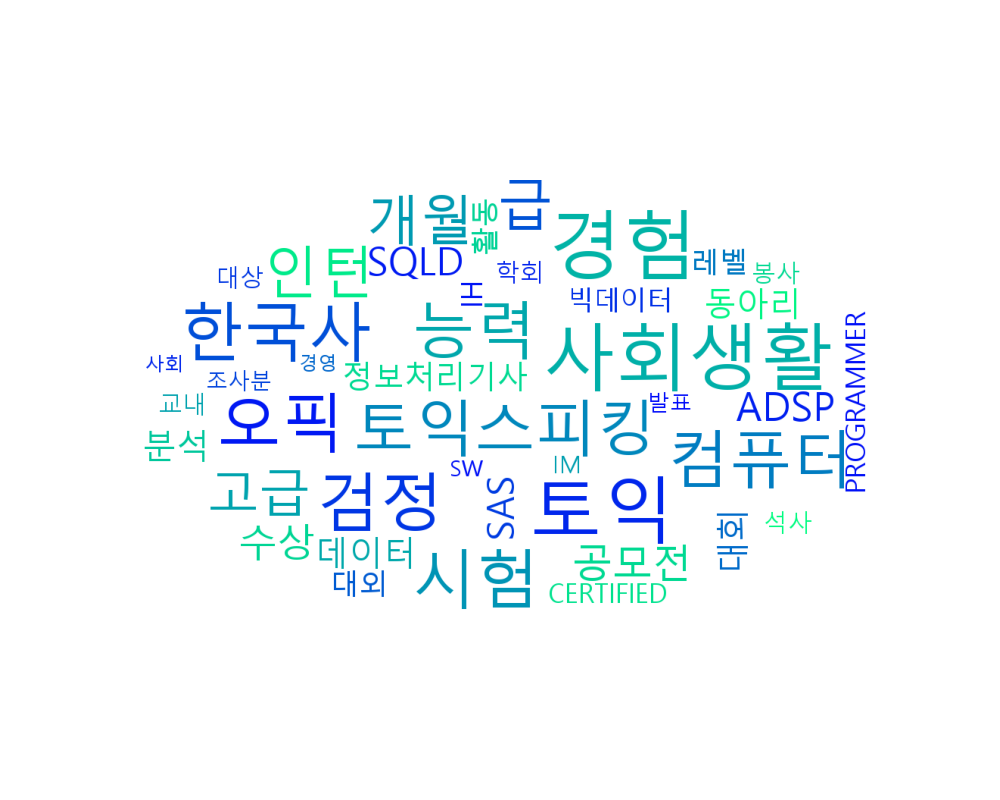 급
개월
활동
경험
인턴
SQLD
학회
레벨
봉사
대상
IH
빅데이터
동아리
한국사
능력
사회생활
PROGRAMMER
사회
경영
정보처리기사
조사분
교내
오픽
토익스피킹
발표
ADSP
분석
컴퓨터
SW
IM
고급
검정
SAS
토익
대회
석사
수상
데이터
시험
공모전
대외
CERTIFIED